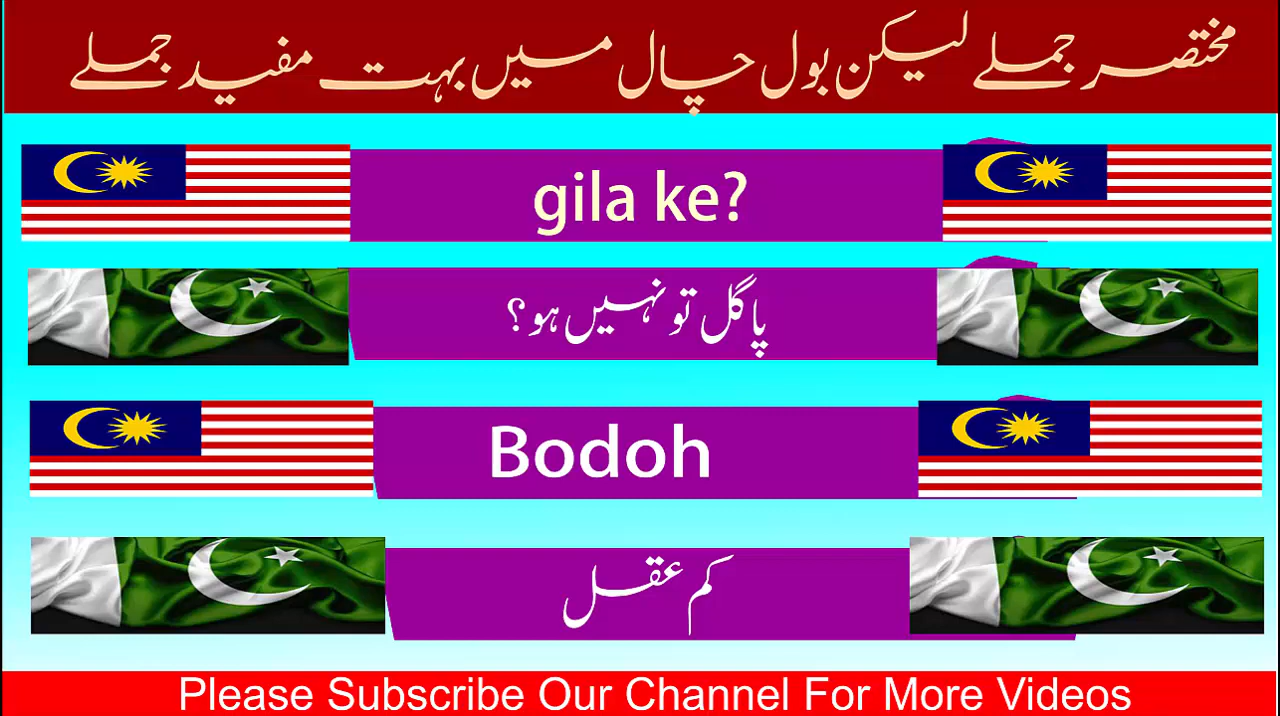 مختصر جملے لیکن بول چال میں بہت مفید جملے
gila ke?
پاگل تو نہیں ہو؟
Bodoh
کم عقل
Please Subscribe Our Channel For More Videos